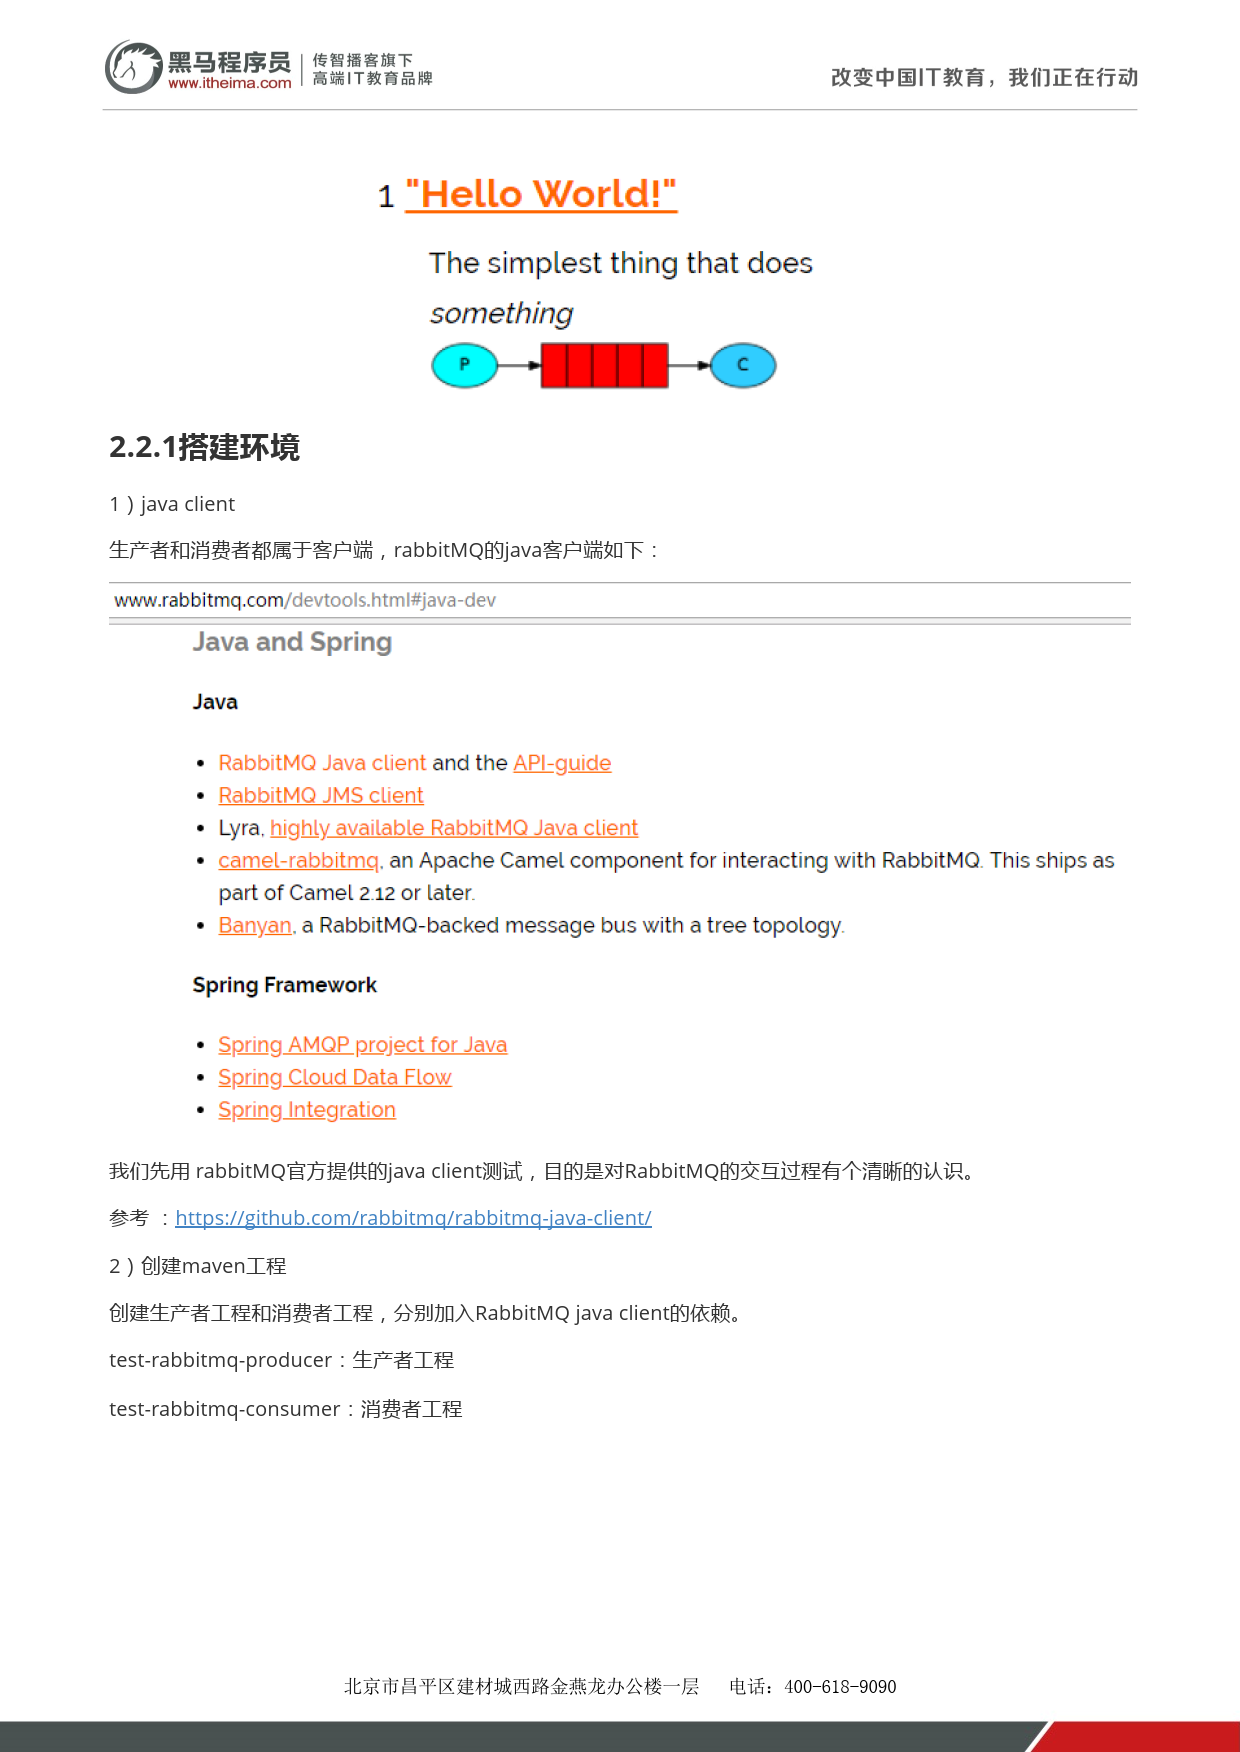 黑马程序员
www.itheima.com
传智播客旗下
高端IT教育品牌
改变中国IT教育，我们正在行动
1 "Hello World!"
The simplest thing that does
something
P
C
2.2.1搭建环境
1）java client
生产者和消费者都属于客户端，rabbitMQ的java客户端如下：
www.rabbitmq.com/devtools.html#java-dev
Java and Spring
Java
• RabbitMQ Java client and the API-guide
• RabbitMQ JMS client
• Lyra, highly available RabbitMQ Java client
• camel-rabbitmq, an Apache Camel component for interacting with RabbitMQ. This ships as
part of Camel 2.12 or later.
• Banyan, a RabbitMQ-backed message bus with a tree topology.
Spring Framework
• Spring AMQP project for Java
• Spring Cloud Data Flow
• Spring Integration
我们先用 rabbitMQ官方提供的java client测试，目的是对RabbitMQ的交互过程有个清晰的认识。
参考 ：https://github.com/rabbitmq/rabbitmq-java-client/
2）创建maven工程
创建生产者工程和消费者工程，分别加入RabbitMQ java client的依赖。
test-rabbitmq-producer：生产者工程
test-rabbitmq-consumer：消费者工程
北京市昌平区建材城西路金燕龙办公楼一层 电话：400-618-9090